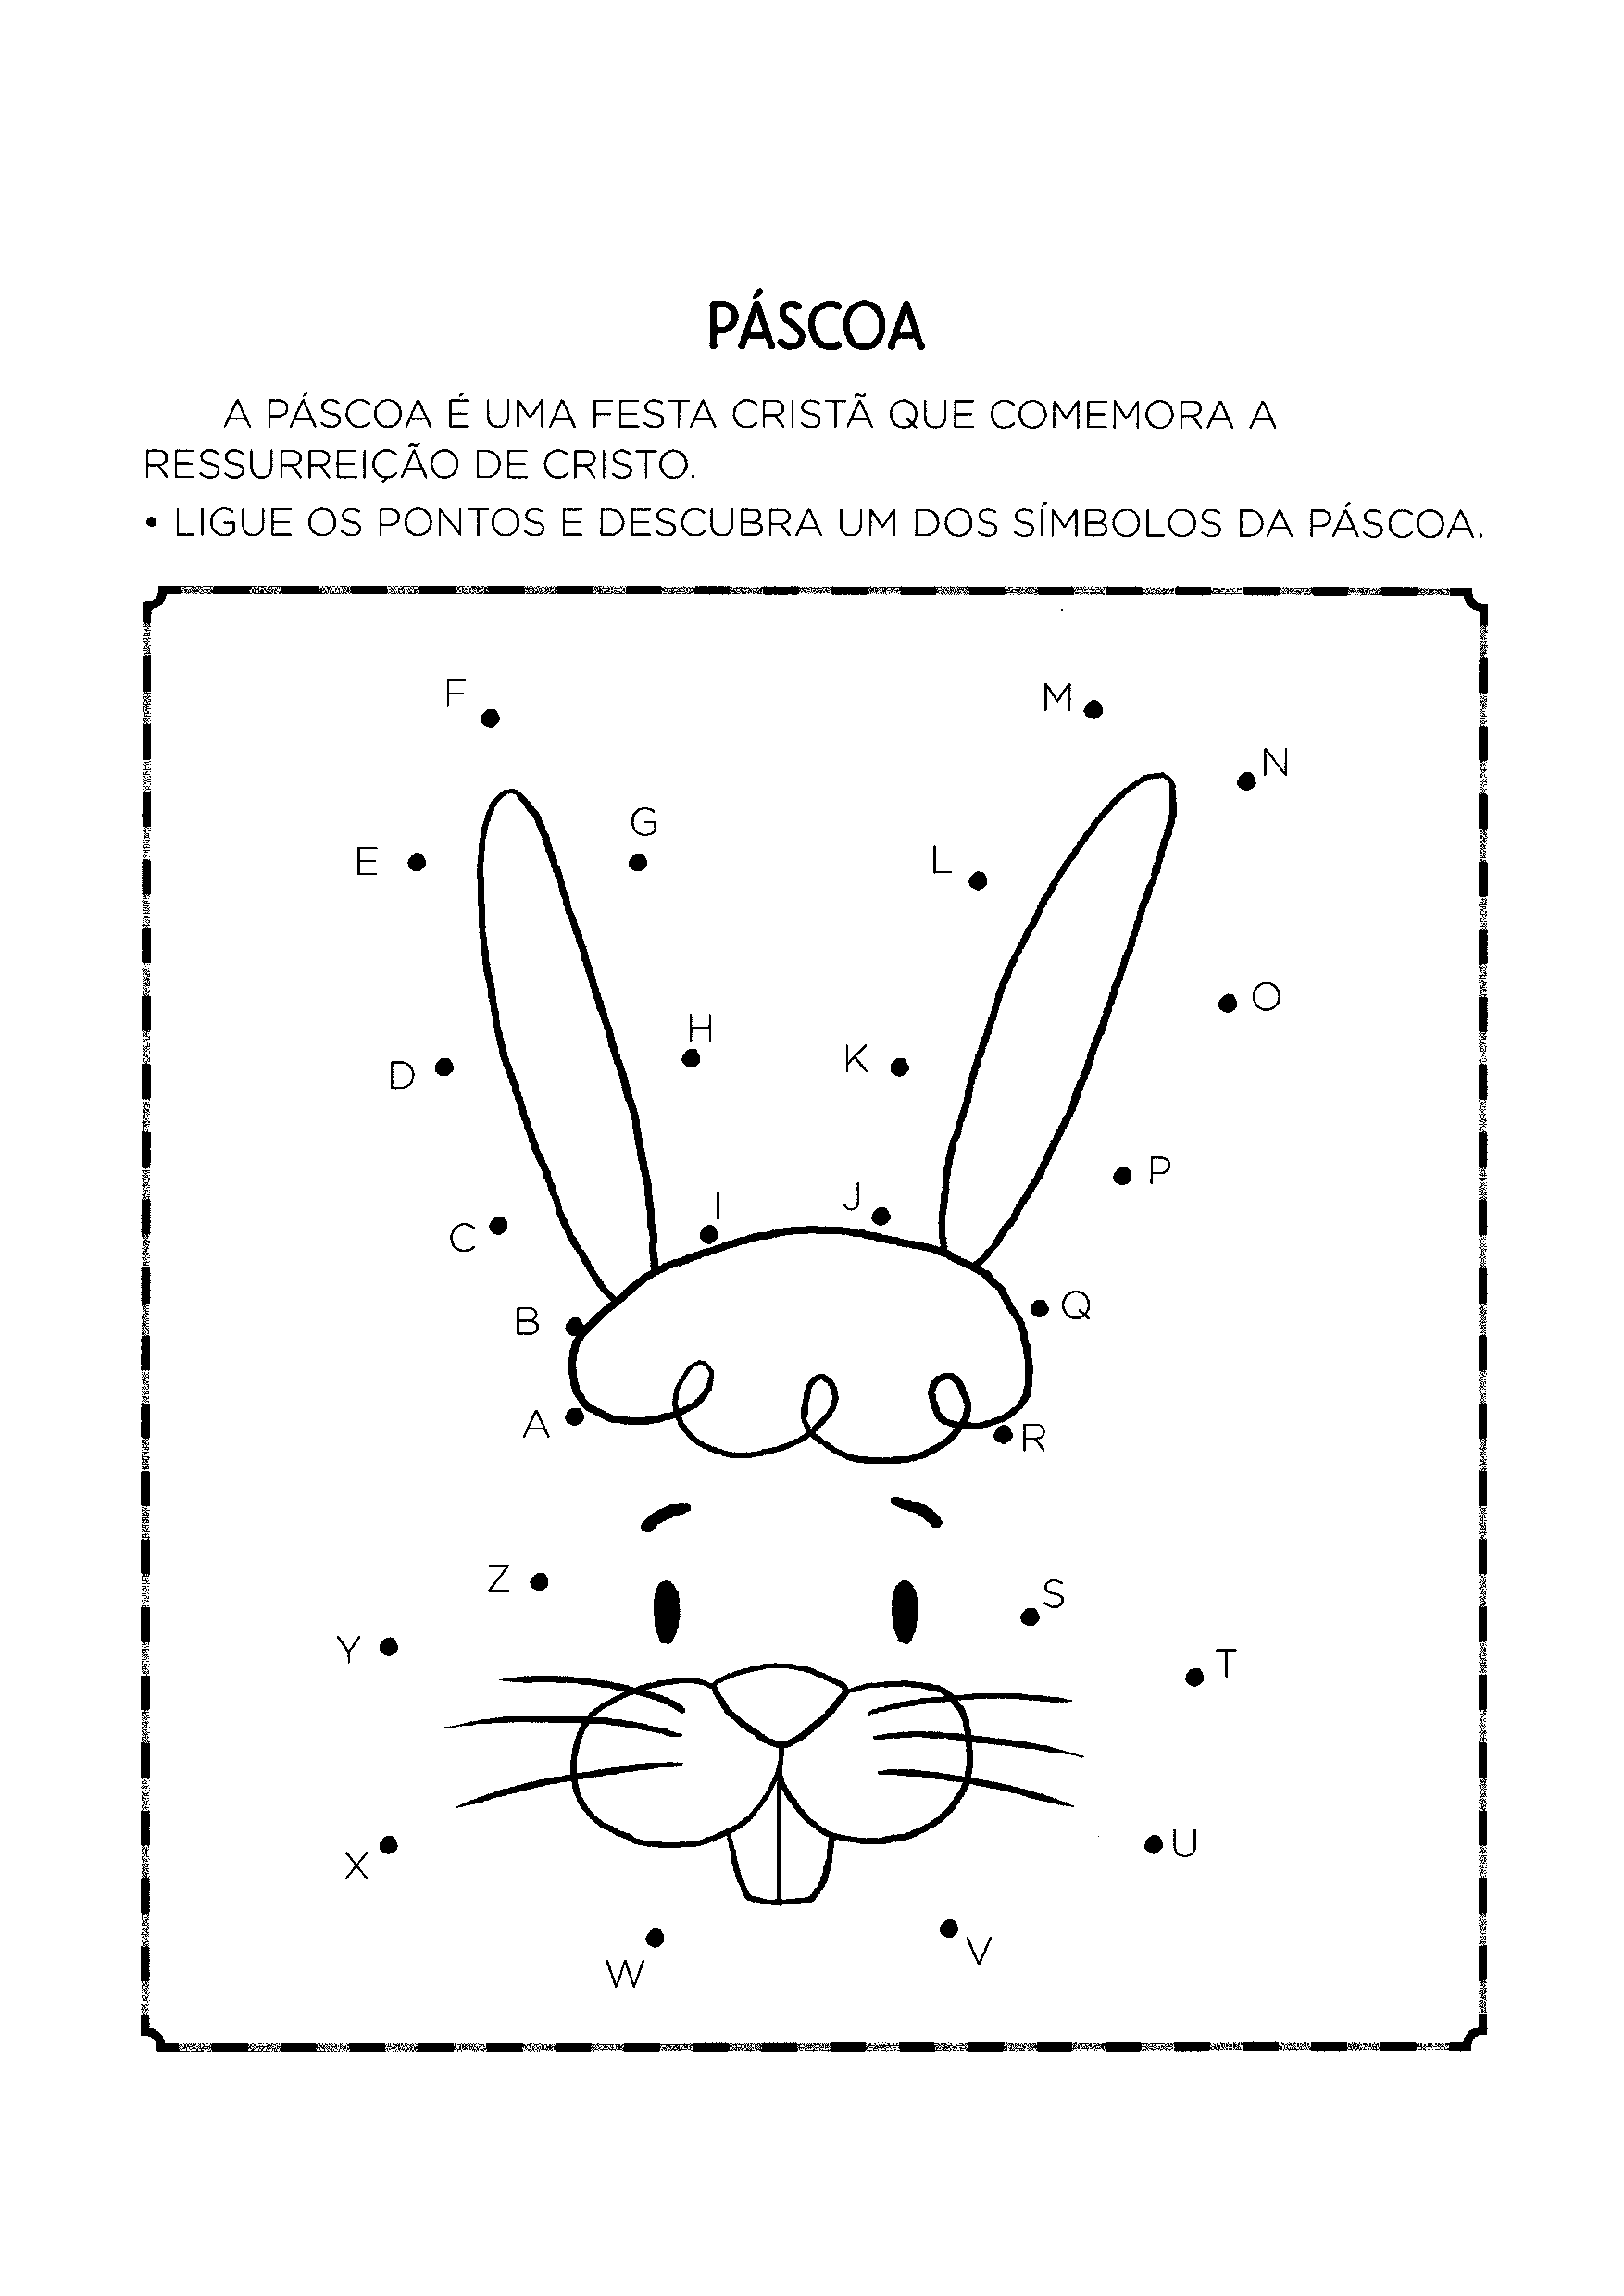 PÁSCOA
A PÁSCOA É UMA FESTA CRISTÃ QUE COMEMORA A
RESSURREIÇÃO DE CRISTO.
• LIGUE OS PONTOS E DESCUBRA UM DOS SÍMBOLOS DA PÁSCOA.
F
M
N
G
E
L
O
H
K
D
P
I
J
C
Q
B
A
R
Z
S
Y
T
X
U
V
W